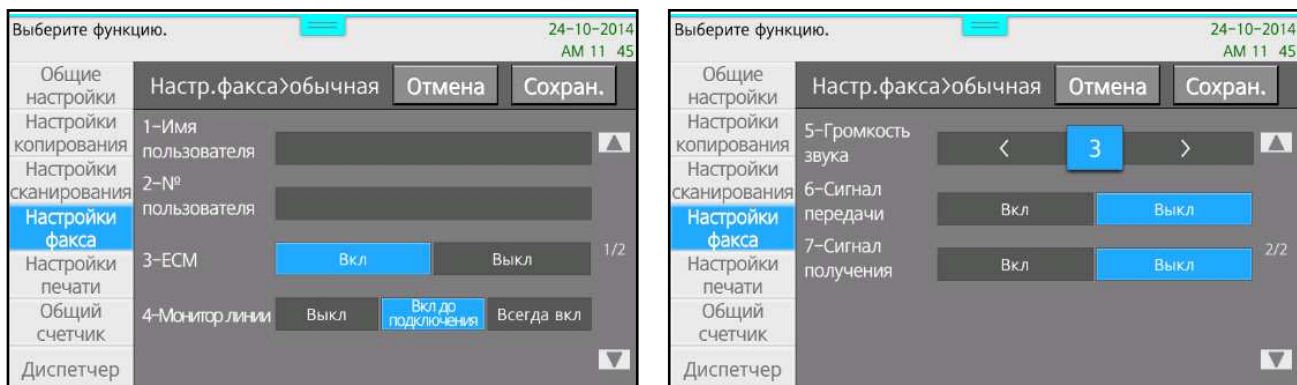 Выберите функцию.
24-10-2014
AM 11 45
Общие
настройки
Настройки
копирования
Настройки
сканирования
Настройки
факса
Настройки
печати
Общий
счетчик
Диспетчер
Настр.факса>обычная
Отмена
Сохран.
1-Имя
пользователя
2-№
пользователя
3-ECM
Вкл
Выкл
1/2
4-Монитор линии
Выкл
Вкл до
подключения
Всегда вкл
Выберите функцию.
24-10-2014
AM 11 45
Общие
настройки
Настройки
копирования
Настройки
сканирования
Настройки
факса
Настройки
печати
Общий
счетчик
Диспетчер
Настр.факса>обычная
Отмена
Сохран.
5-Громкость
звука
<
3
>
6-Сигнал
передачи
Вкл
Выкл
7-Сигнал
получения
Вкл
Выкл
2/2